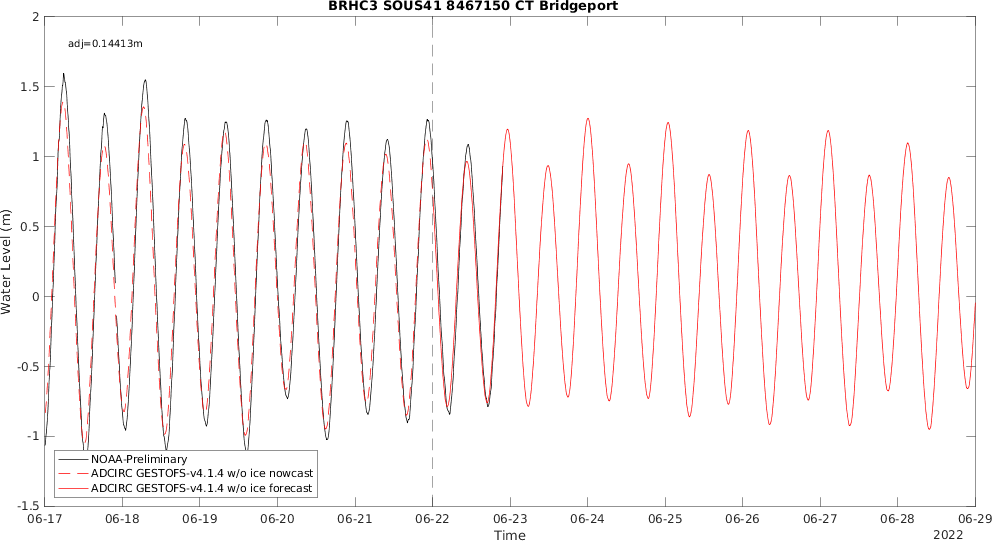 BRHC3 SOUS41 8467150 CT Bridgeport
adj=0.14413m
2
1.5
1
0.5
0
-0.5
-1
-1.5
Water Level (m)
NOAA-Preliminary
ADCIRC GESTOFS-v4.1.4 w/o ice nowcast
ADCIRC GESTOFS-v4.1.4 w/o ice forecast
06-17 06-18 06-19 06-20 06-21 06-22 06-23 06-24 06-25 06-26 06-27 06-28 06-29
Time
2022